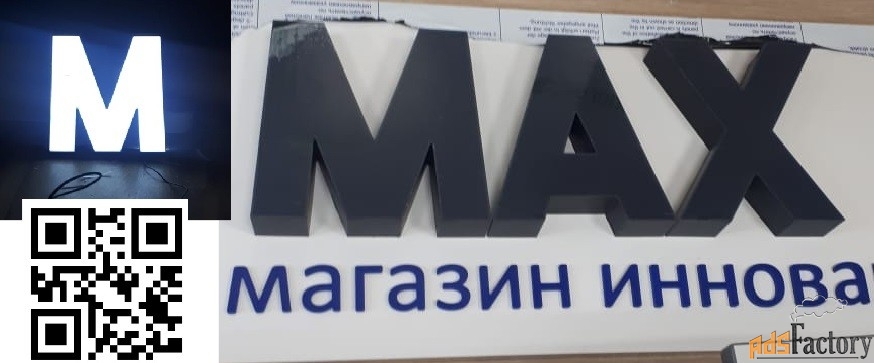 M
MAX
магазин иннова
AdsFactory